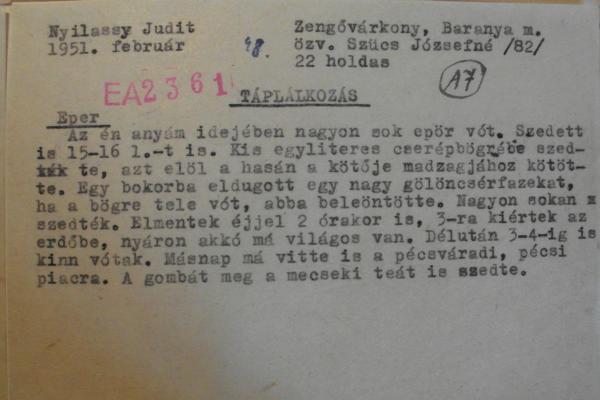 Nyilassy Judit
1951. február
48.
Zengővárkony, Baranya m.
özv. Szücs Józsefné /82/
22 holdas
A7
EA2361
TÁPLÁLKOZÁS
Eper
Az én anyám idejében nagyon sok epör vót. Szedett
is 15-16 l.-t is. Kis egyliteres cserépbögrébe szed-
te, azt elöl a hasán a kötője madzagjához kötöt-
te. Egy bokorba eldugott egy nagy gölöncsérfazekat,
ha a bögre tele vót, abba beleöntötte. Nagyon sokan
szedték. Elmentek éjjel 2 órakor is, 3-ra kiértek az
erdőbe, nyáron akkó má világos van. Délután 3-4-ig is
kinn vótak. Másnap má vitte is a pécsváradi, pécsi
piacra. A gombát meg a mecseki teát is szedte.